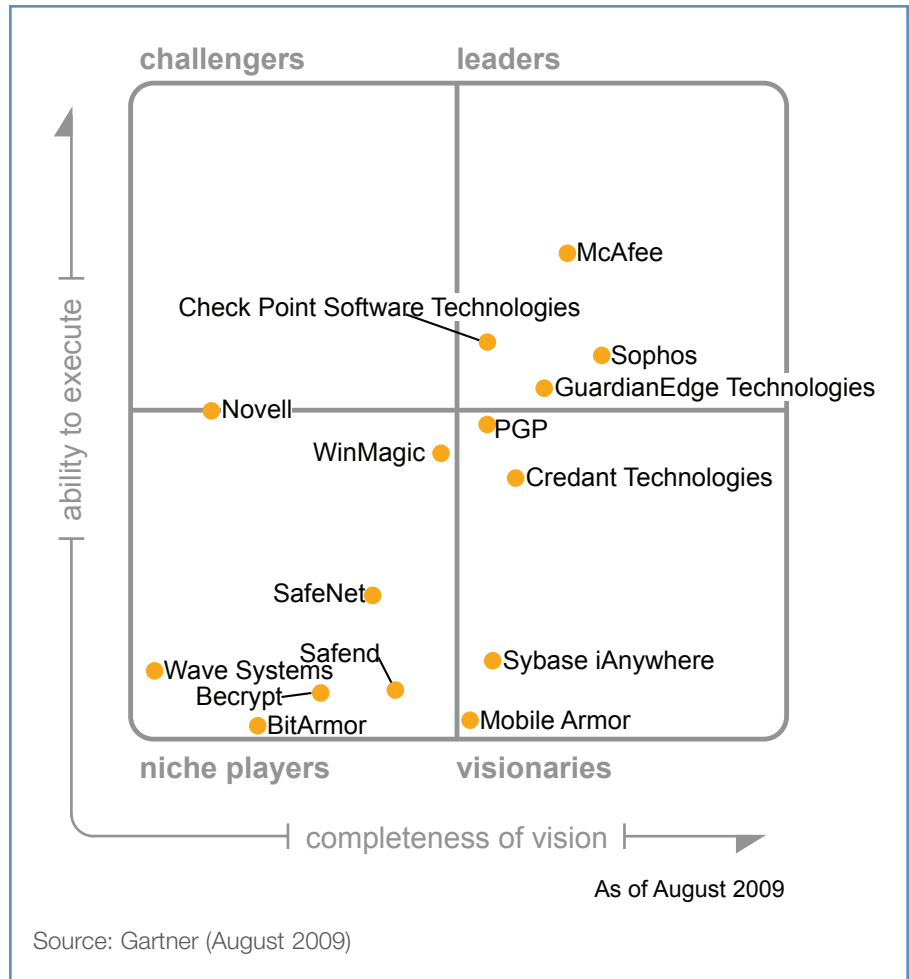 challengers
leaders
McAfee
Check Point Software Technologies
Sophos
GuardianEdge Technologies
Novell
PGP
WinMagic
Credant Technologies
SafeNet
Safend
Sybase iAnywhere
Wave Systems
Becrypt
BitArmor
Mobile Armor
niche players
visionaries
ability to execute
completeness of vision
As of August 2009
Source: Gartner (August 2009)